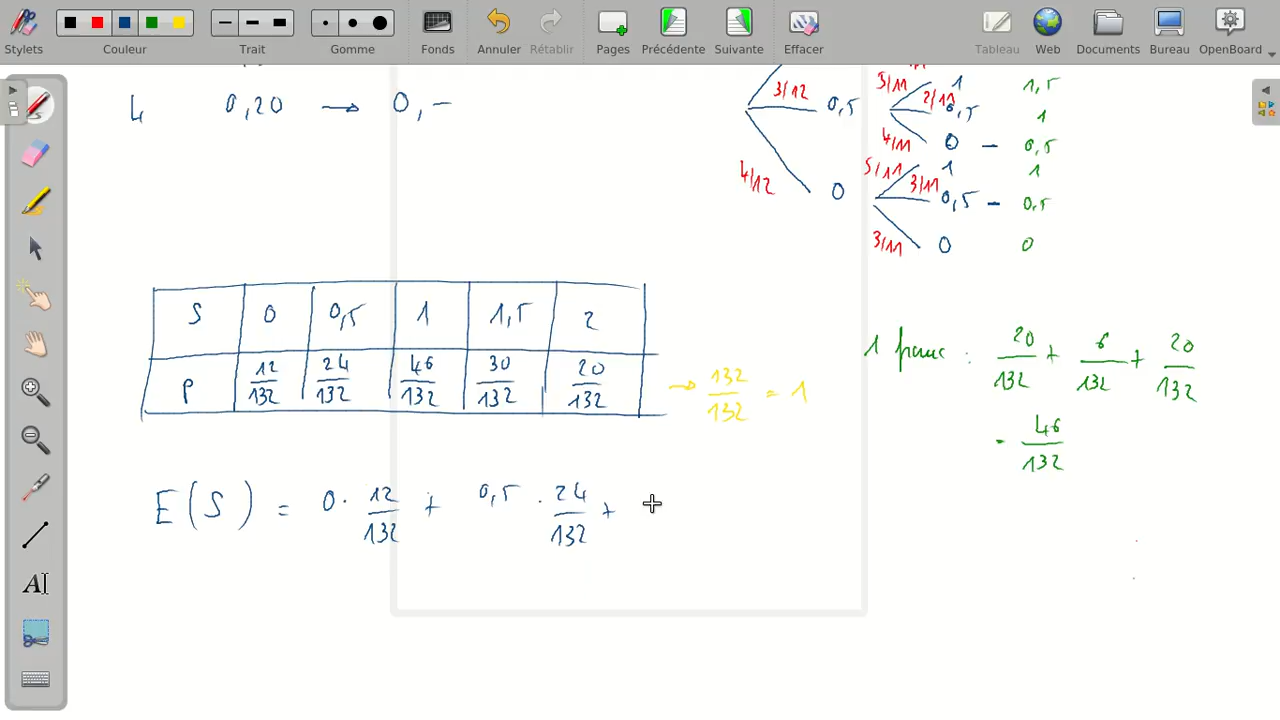 Stylets Couleur Trait Gomme Fonds Annuler Rétablir Pages Précédente Suivante Effacer Tableau Web Documents Bureau OpenBoard
4 0,20 → 0,-
3/12 0,5
4/12 0
3/11 1 1,5
2/11 0,5 1
4/11 0 - 0,5
5/11 1 1
3/11 0,5 - 0,5
3/11 0 0
S 0 0,5 1 1,5 2
P 12/132 24/132 46/132 30/132 20/132 → 132/132 = 1
1 franc : 20/132 + 6/132 + 20/132
= 46/132
E(S) = 0 · 12/132 + 0,5 · 24/132 +
A